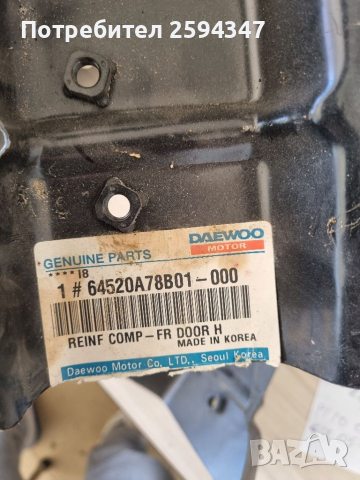 Потребител 2594347
GENUINE PARTS
DAEWOO
MOTOR
****I8
1 # 64520A78B01-000
REINF COMP-FR DOOR H
MADE IN KOREA
Daewoo Motor Co. LTD., Seoul Korea
bazar